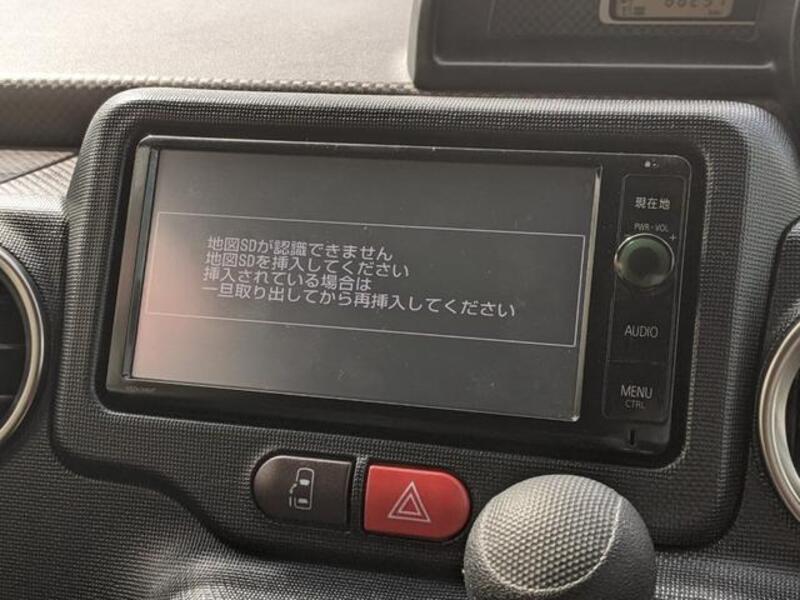 現在地
PWR・VOL
+
地図SDが認識できません
地図SDを挿入してください
挿入されている場合は
一旦取り出してから再挿入してください
AUDIO
MENU
CTRL